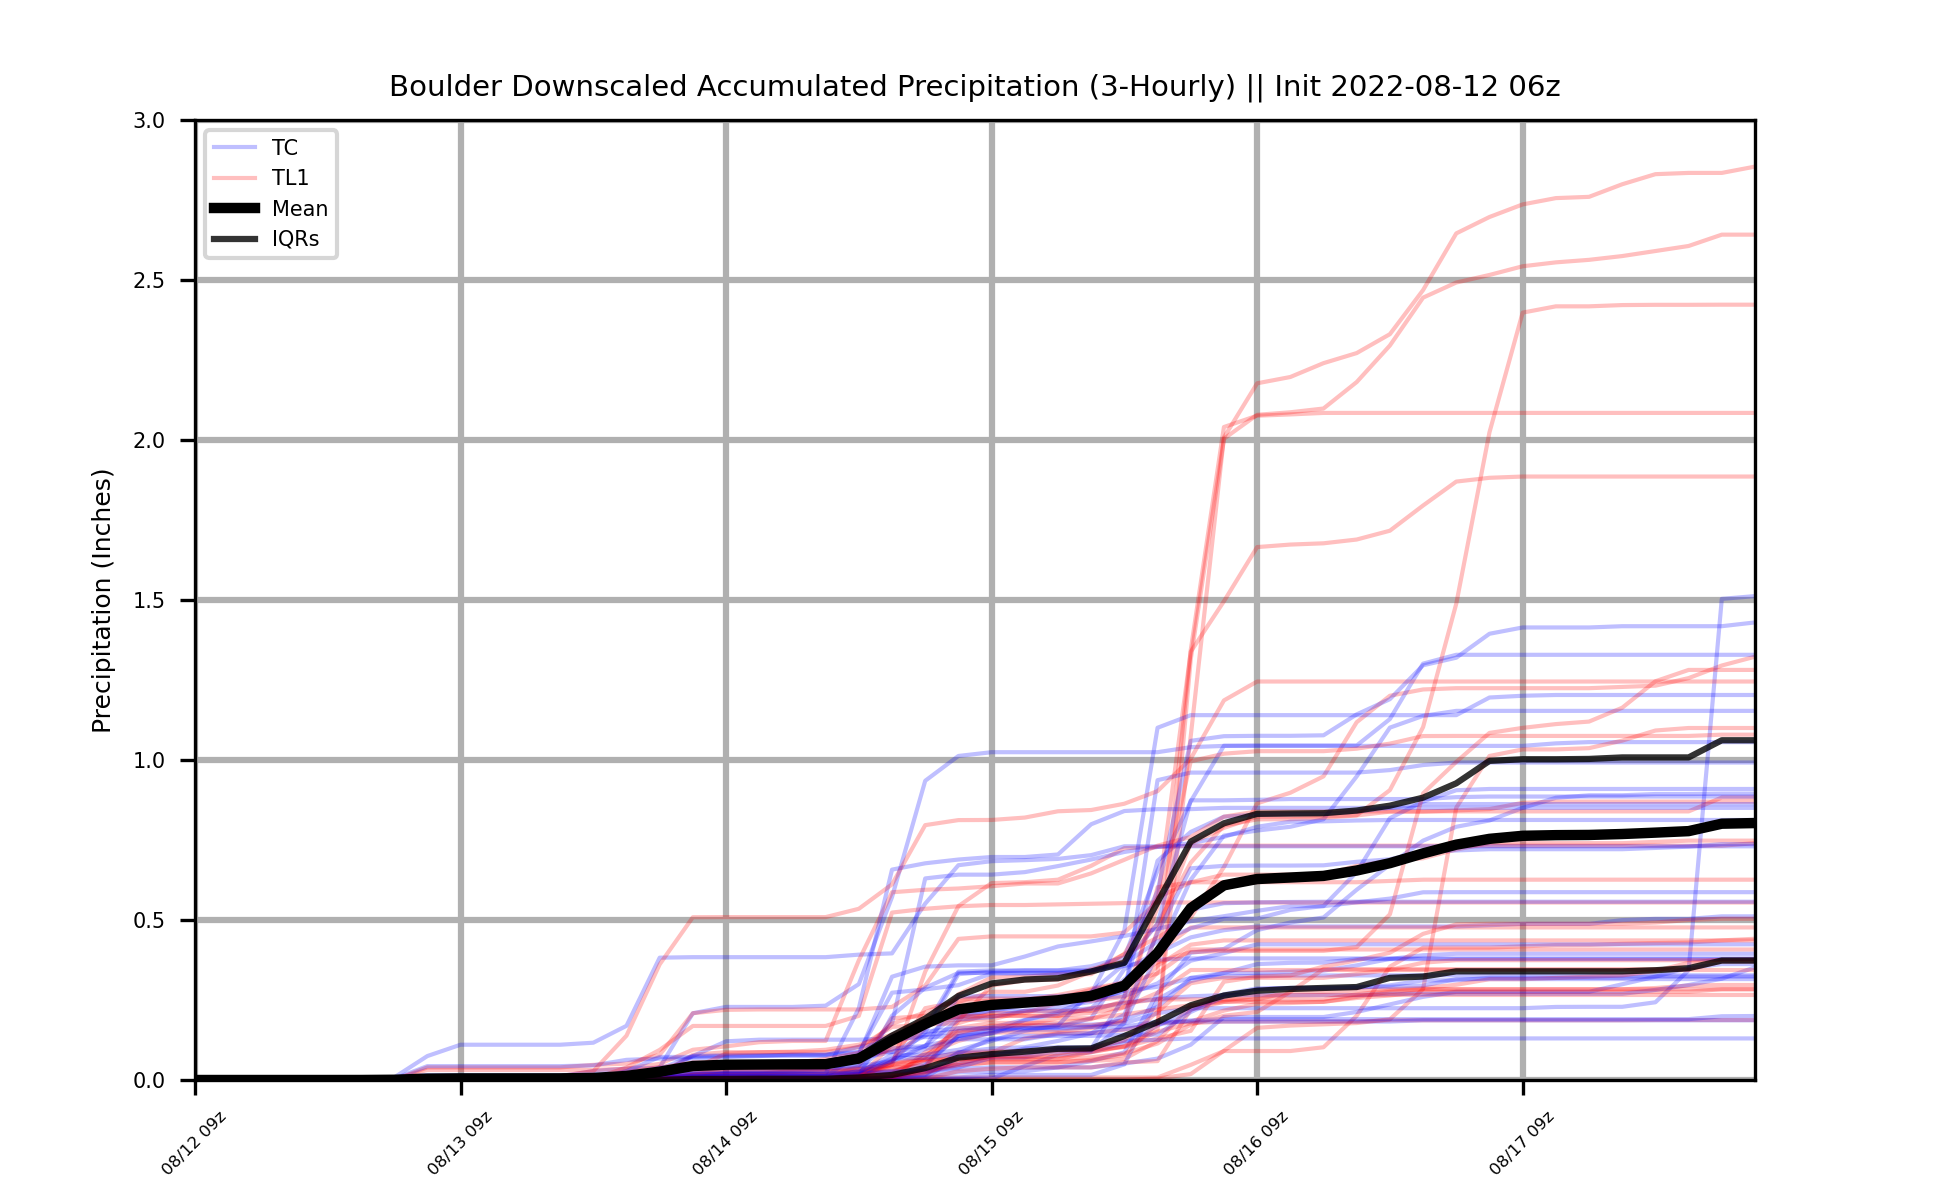 Boulder Downscaled Accumulated Precipitation (3-Hourly) || Init 2022-08-12 06z
TC
TL1
Mean
IQRs
Precipitation (Inches)
3.0
2.5
2.0
1.5
1.0
0.5
0.0
08/12 09z
08/13 09z
08/14 09z
08/15 09z
08/16 09z
08/17 09z